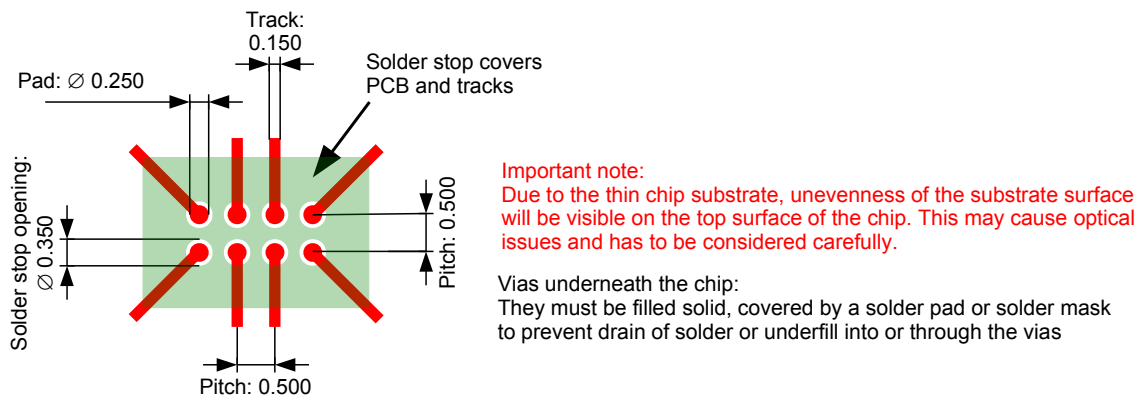 Track:
0.150
Solder stop covers
PCB and tracks
Pad: ∅ 0.250
Solder stop opening:
∅ 0.350
Pitch: 0.500
Pitch: 0.500
Important note:
Due to the thin chip substrate, unevenness of the substrate surface
will be visible on the top surface of the chip. This may cause optical
issues and has to be considered carefully.
Vias underneath the chip:
They must be filled solid, covered by a solder pad or solder mask
to prevent drain of solder or underfill into or through the vias